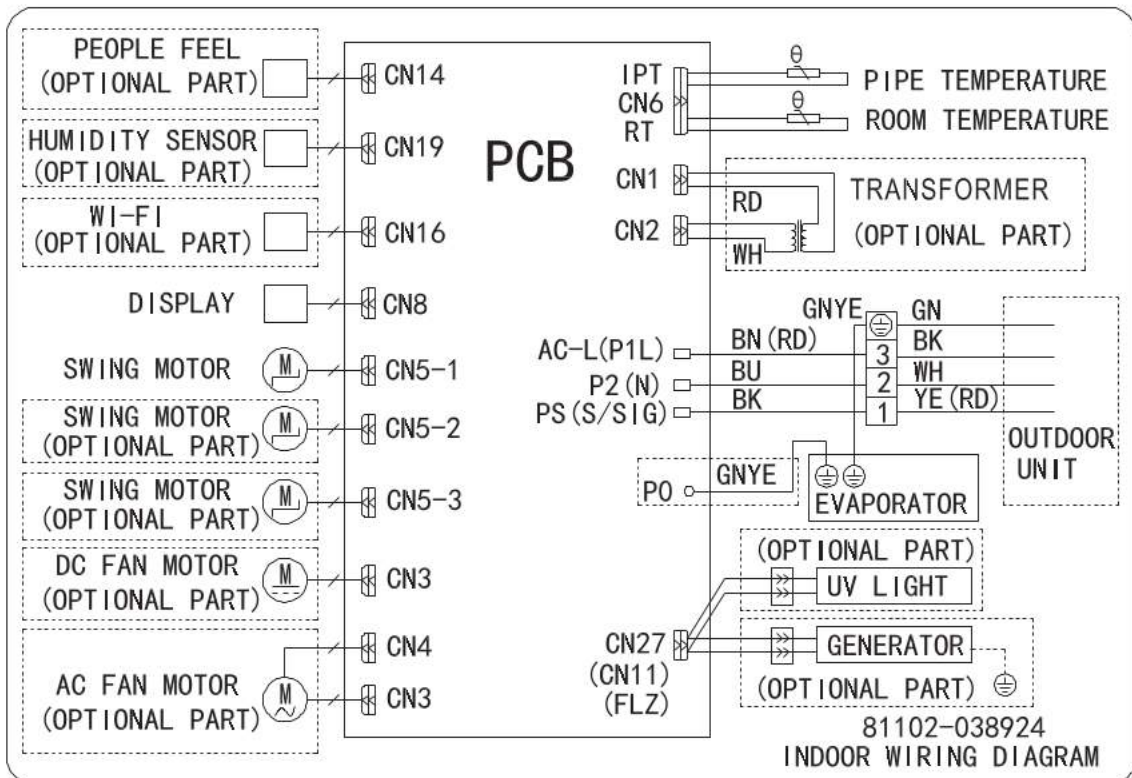 PEOPLE FEEL
(OPTIONAL PART)
CN14
HUMIDITY SENSOR
(OPTIONAL PART)
CN19
WI-FI
(OPTIONAL PART)
CN16
DISPLAY
CN8
SWING MOTOR
M
CN5-1
SWING MOTOR
(OPTIONAL PART)
M
CN5-2
SWING MOTOR
(OPTIONAL PART)
M
CN5-3
DC FAN MOTOR
(OPTIONAL PART)
M
CN3
CN4
AC FAN MOTOR
(OPTIONAL PART)
M
CN3
PCB
IPT
CN6
RT
θ
PIPE TEMPERATURE
θ
ROOM TEMPERATURE
CN1
CN2
RD
WH
TRANSFORMER
(OPTIONAL PART)
GNYE
GN
AC-L(P1L)
BN(RD)
3
BK
P2(N)
BU
2
WH
PS(S/SIG)
BK
1
YE(RD)
OUTDOOR
UNIT
P0
GNYE
EVAPORATOR
(OPTIONAL PART)
UV LIGHT
CN27
(CN11)
(FLZ)
GENERATOR
(OPTIONAL PART)
81102-038924
INDOOR WIRING DIAGRAM